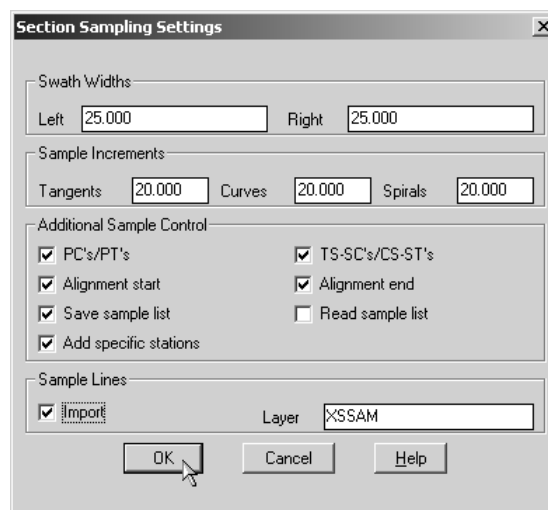 Section Sampling Settings
Swath Widths
Left 25.000 Right 25.000
Sample Increments
Tangents 20.000 Curves 20.000 Spirals 20.000
Additional Sample Control
PC's/PT's TS-SC's/CS-ST's
Alignment start Alignment end
Save sample list Read sample list
Add specific stations
Sample Lines
Import Layer XSSAM
OK Cancel Help